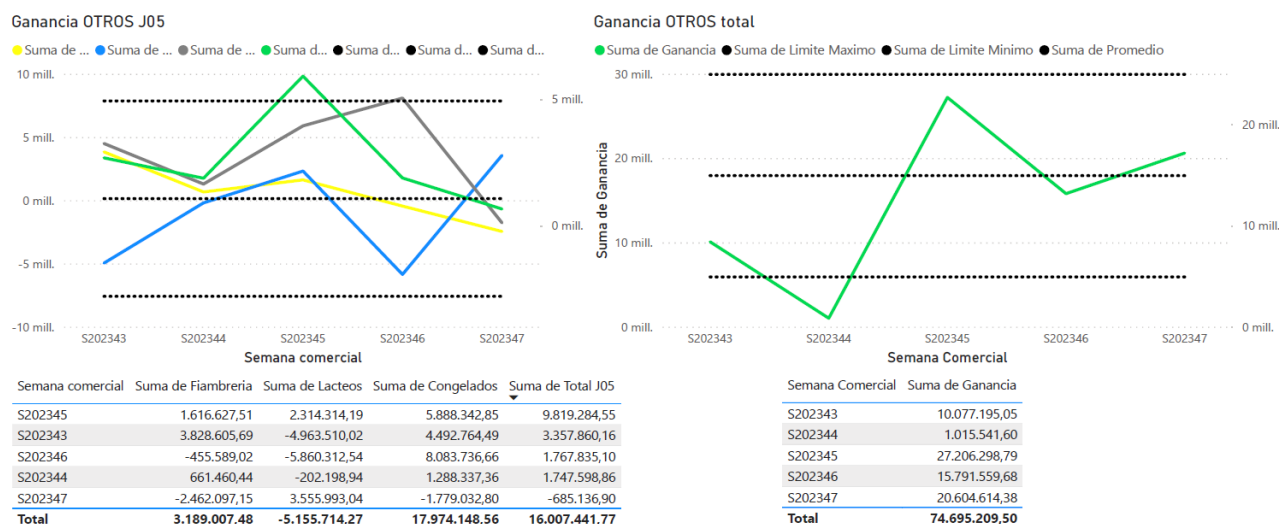 Ganancia OTROS J05
Suma de ... Suma de ... Suma de ... Suma d... Suma d... Suma d... Suma d...
10 mill.
5 mill.
0 mill.
-5 mill.
-10 mill.
5 mill.
0 mill.
S202343 S202344 S202345 S202346 S202347
Semana comercial
Semana comercial Suma de Fiambreria Suma de Lacteos Suma de Congelados Suma de Total J05
S202345 1.616.627,51 2.314.314,19 5.888.342,85 9.819.284,55
S202343 3.828.605,69 -4.963.510,02 4.492.764,49 3.357.860,16
S202346 -455.589,02 -5.860.312,54 8.083.736,66 1.767.835,10
S202344 661.460,44 -202.198,94 1.288.337,36 1.747.598,86
S202347 -2.462.097,15 3.555.993,04 -1.779.032,80 -685.136,90
Total 3.189.007,48 -5.155.714,27 17.974.148,56 16.007.441,77
Ganancia OTROS total
Suma de Ganancia Suma de Limite Maximo Suma de Limite Minimo Suma de Promedio
30 mill.
20 mill.
10 mill.
0 mill.
Suma de Ganancia
20 mill.
10 mill.
0 mill.
S202343 S202344 S202345 S202346 S202347
Semana Comercial
Semana Comercial Suma de Ganancia
S202343 10.077.195,05
S202344 1.015.541,60
S202345 27.206.298,79
S202346 15.791.559,68
S202347 20.604.614,38
Total 74.695.209,50